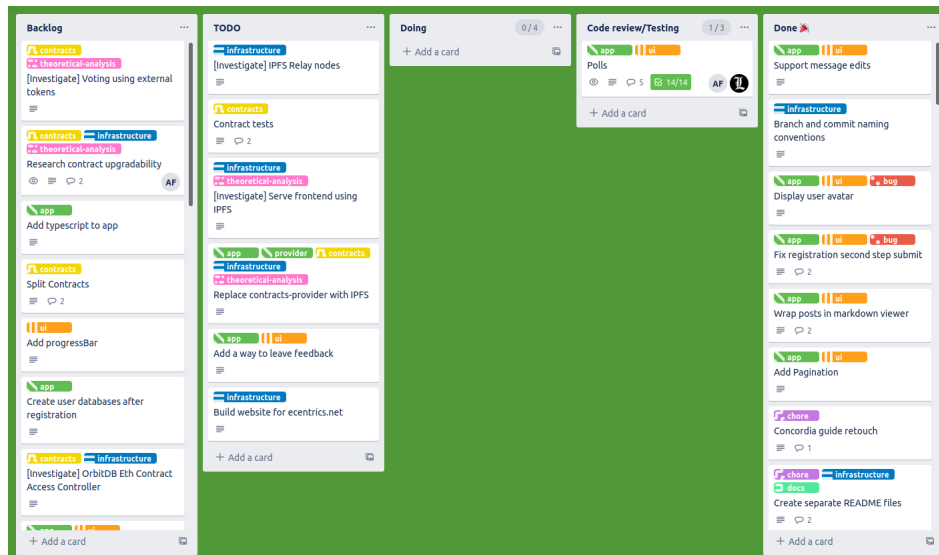 Backlog
contracts
theoretical-analysis
[Investigate] Voting using external
tokens
contracts infrastructure
theoretical-analysis
Research contract upgradability
2 AF
app
Add typescript to app
contracts
Split Contracts
2
ui
Add progressBar
app
Create user databases after
registration
contracts infrastructure
[Investigate] OrbitDB Eth Contract
Access Controller
app ui
+ Add a card
TODO
infrastructure
[Investigate] IPFS Relay nodes
contracts
Contract tests
2
infrastructure
theoretical-analysis
[Investigate] Serve frontend using
IPFS
app provider contracts
infrastructure
theoretical-analysis
Replace contracts-provider with IPFS
app ui
Add a way to leave feedback
infrastructure
Build website for ecentrics.net
+ Add a card
Doing 0/4
+ Add a card
Code review/Testing 1/3
app ui
Polls
5 14/14 AF L
+ Add a card
Done
app ui
Support message edits
infrastructure
Branch and commit naming
conventions
app ui bug
Display user avatar
app ui bug
Fix registration second step submit
2
app ui
Wrap posts in markdown viewer
2
app ui
Add Pagination
chore
Concordia guide retouch
1
chore infrastructure
docs
Create separate README files
2
+ Add a card